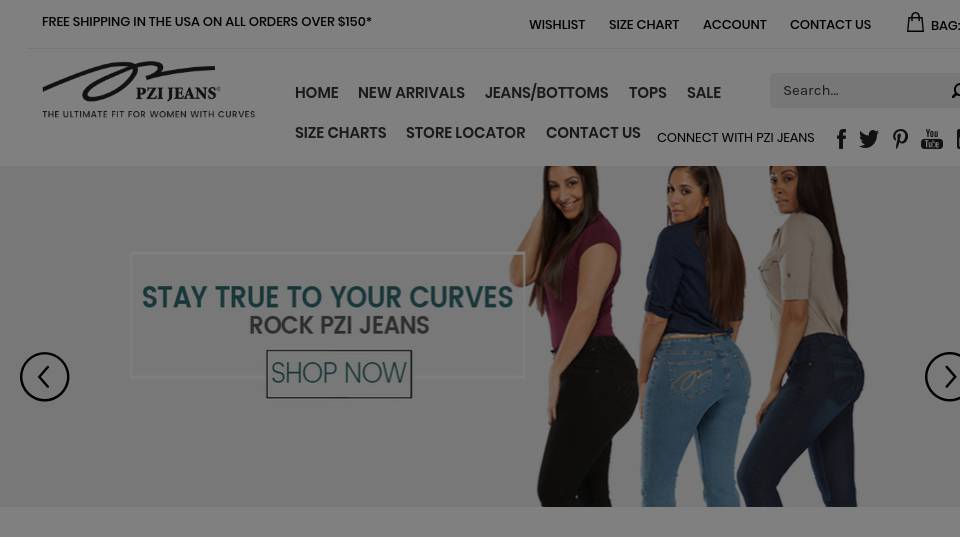 FREE SHIPPING IN THE USA ON ALL ORDERS OVER $150*
WISHLIST SIZE CHART ACCOUNT CONTACT US BAG:
PZI JEANS
THE ULTIMATE FIT FOR WOMEN WITH CURVES
HOME NEW ARRIVALS JEANS/BOTTOMS TOPS SALE
Search...
SIZE CHARTS STORE LOCATOR CONTACT US
CONNECT WITH PZI JEANS
You
Tube
STAY TRUE TO YOUR CURVES
ROCK PZI JEANS
SHOP NOW